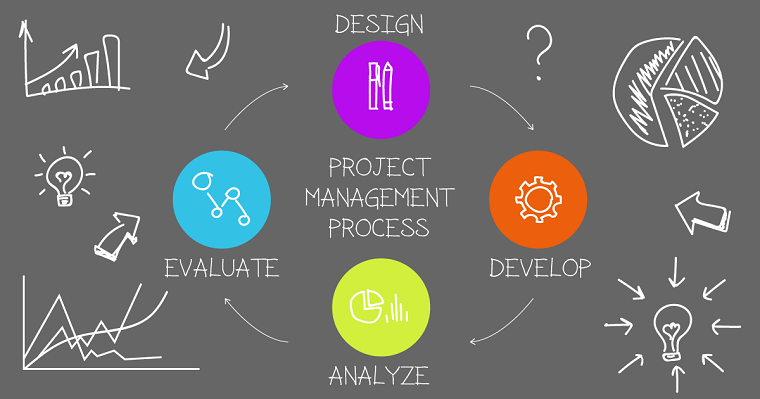 DESIGN
PROJECT
MANAGEMENT
PROCESS
EVALUATE
DEVELOP
ANALYZE
?